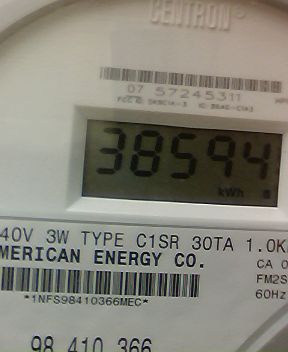 CENTRON®
07 57245311
38594
kWh
40V 3W TYPE C1SR 30TA 1.0K
MERICAN ENERGY CO.
CA 0
FM2S
60Hz
*1NFS98410366MEC*
98 410 366